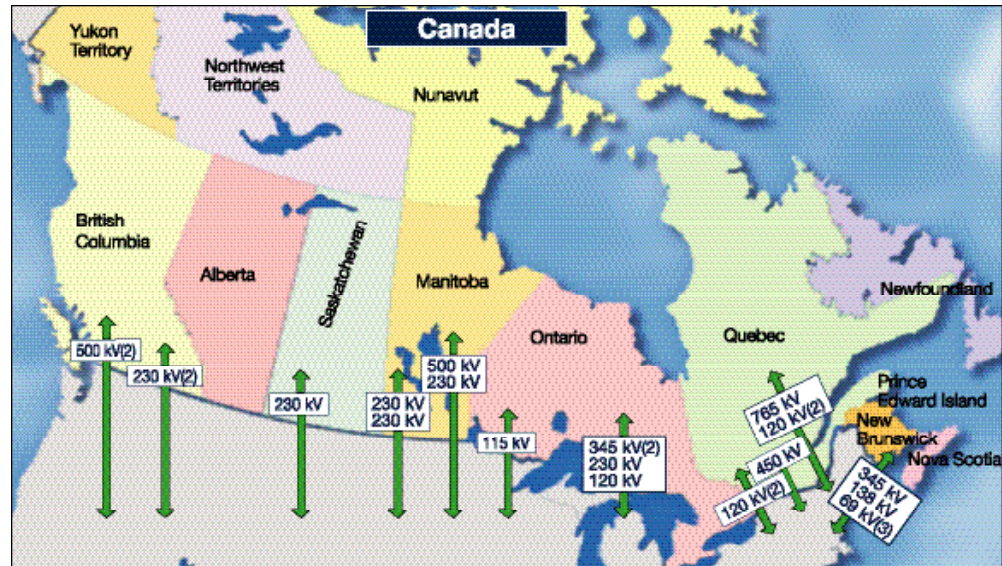 Canada
Yukon
Territory
Northwest
Territories
Nunavut
British
Columbia
Alberta
Saskatchewan
Manitoba
Ontario
Quebec
Newfoundland
Prince
Edward Island
New
Brunswick
Nova Scotia
500 kV(2)
230 kV(2)
230 kV
230 kV
230 kV
500 kV
230 kV
115 kV
345 kV(2)
230 kV
120 kV
765 kV
120 kV(2)
450 kV
120 kV(2)
345 kV
138 kV
69 kV(3)